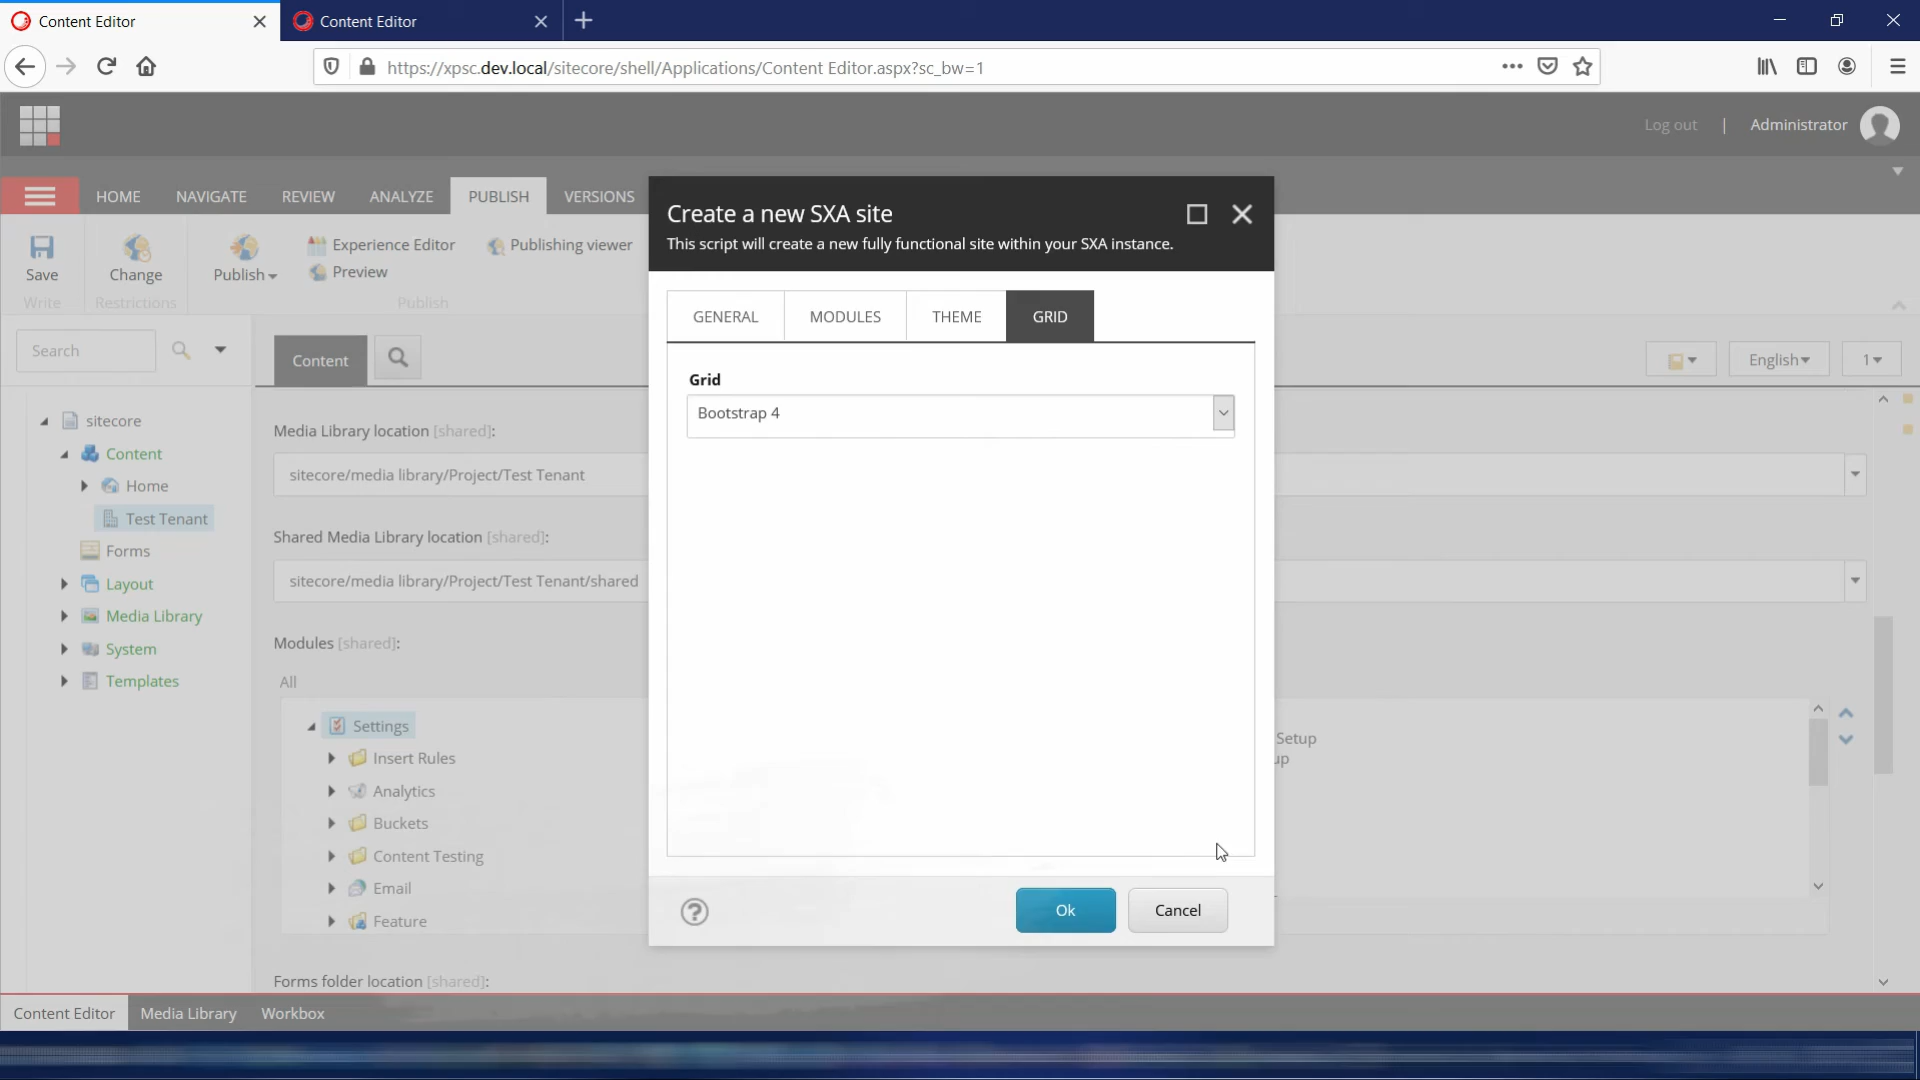 Content Editor
Content Editor
https://xpsc.dev.local/sitecore/shell/Applications/Content Editor.aspx?sc_bw=1
Log out | Administrator
HOME NAVIGATE REVIEW ANALYZE PUBLISH VERSIONS
Save
Write
Change
Restrictions
Publish
Experience Editor
Preview
Publishing viewer
Publish
Search
Content
English
1
sitecore
Content
Home
Test Tenant
Forms
Layout
Media Library
System
Templates
Media Library location [shared]:
sitecore/media library/Project/Test Tenant
Shared Media Library location [shared]:
sitecore/media library/Project/Test Tenant/shared
Modules [shared]:
All
Settings
Insert Rules
Analytics
Buckets
Content Testing
Email
Feature
Setup
up
Forms folder location [shared]:
Create a new SXA site
This script will create a new fully functional site within your SXA instance.
GENERAL MODULES THEME GRID
Grid
Bootstrap 4
?
Ok
Cancel
Content Editor Media Library Workbox